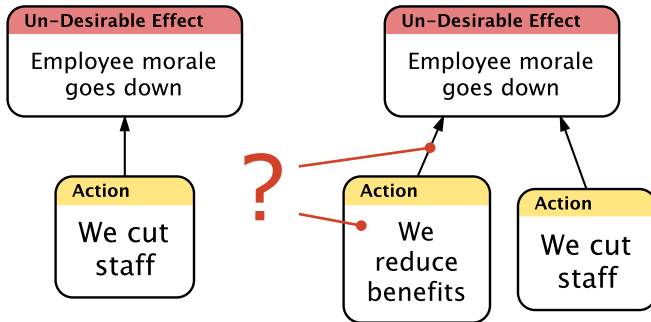 Un-Desirable Effect
Employee morale
goes down
Action
We cut
staff
?
Un-Desirable Effect
Employee morale
goes down
Action
We
reduce
benefits
Action
We cut
staff